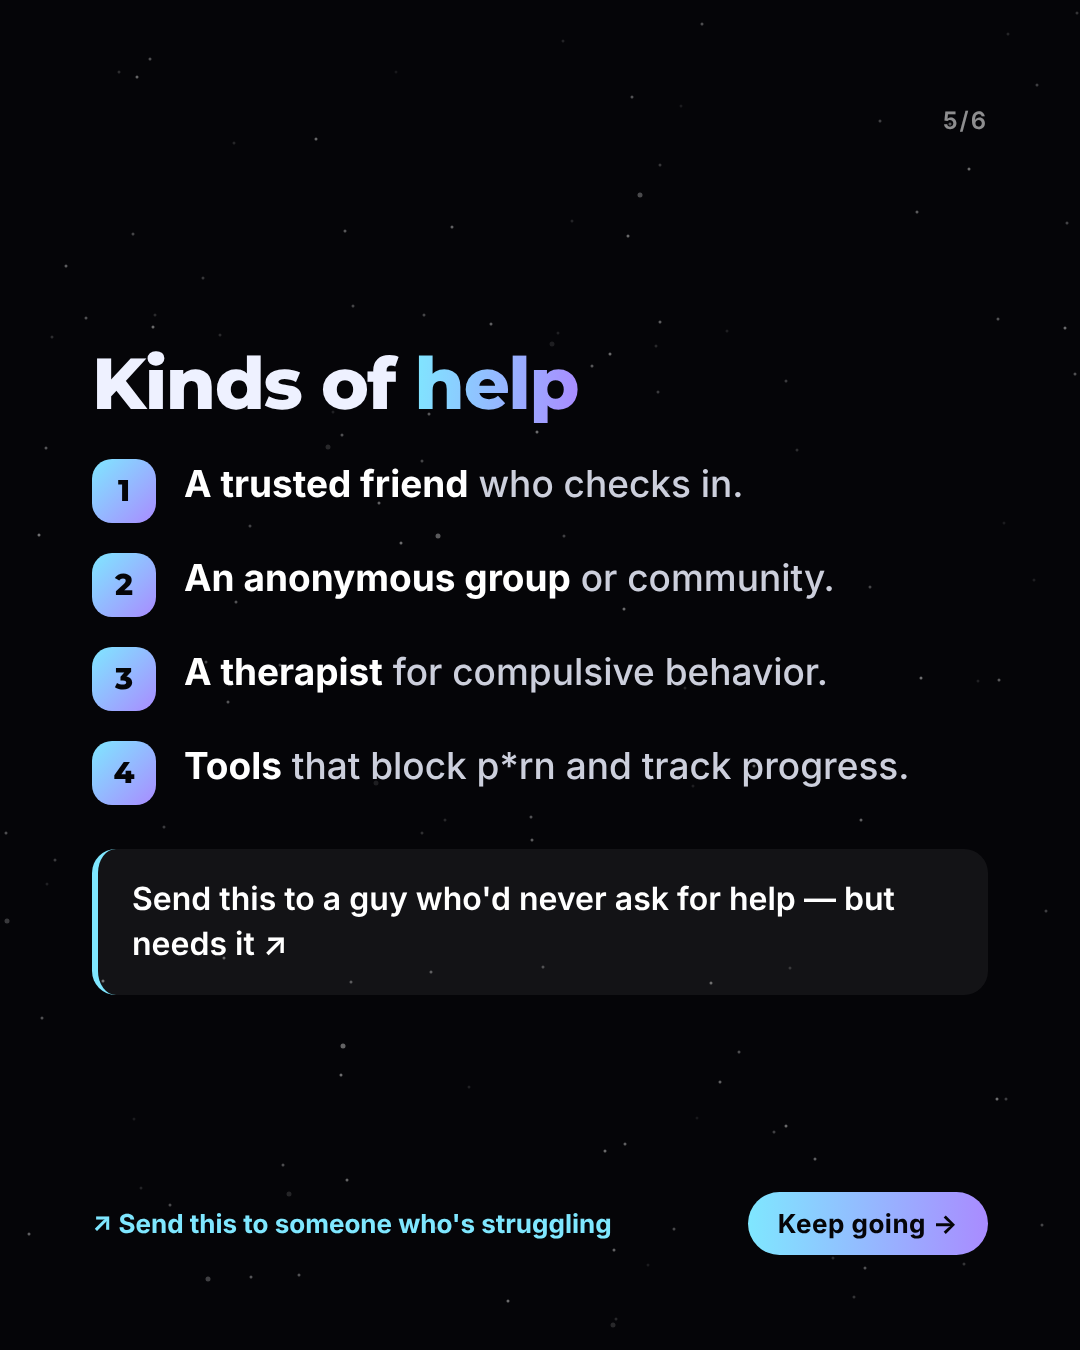 5/6
Kinds of help
1 A trusted friend who checks in.
2 An anonymous group or community.
3 A therapist for compulsive behavior.
4 Tools that block p*rn and track progress.
Send this to a guy who'd never ask for help — but
needs it ↗
↗ Send this to someone who's struggling
Keep going →